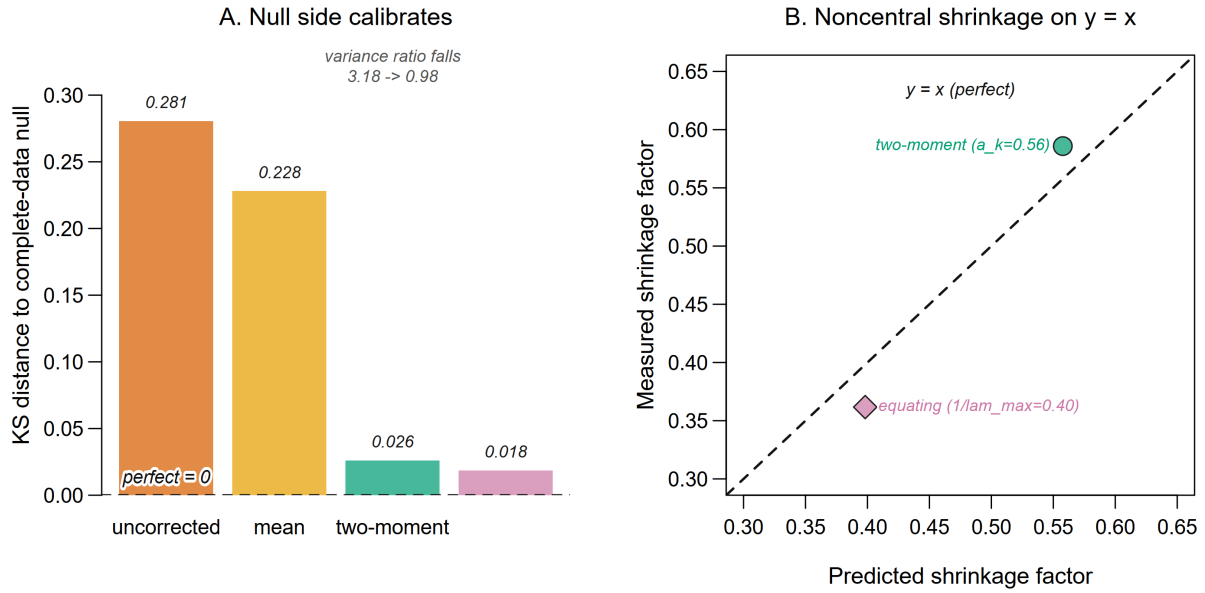 A. Null side calibrates
variance ratio falls
3.18 -> 0.98
KS distance to complete-data null
0.30
0.25
0.20
0.15
0.10
0.05
0.00
0.281
0.228
0.026
0.018
perfect = 0
uncorrected
mean
two-moment
B. Noncentral shrinkage on y = x
Measured shrinkage factor
0.65
0.60
0.55
0.50
0.45
0.40
0.35
0.30
y = x (perfect)
two-moment (a_k=0.56)
equating (1/lam_max=0.40)
0.30 0.35 0.40 0.45 0.50 0.55 0.60 0.65
Predicted shrinkage factor